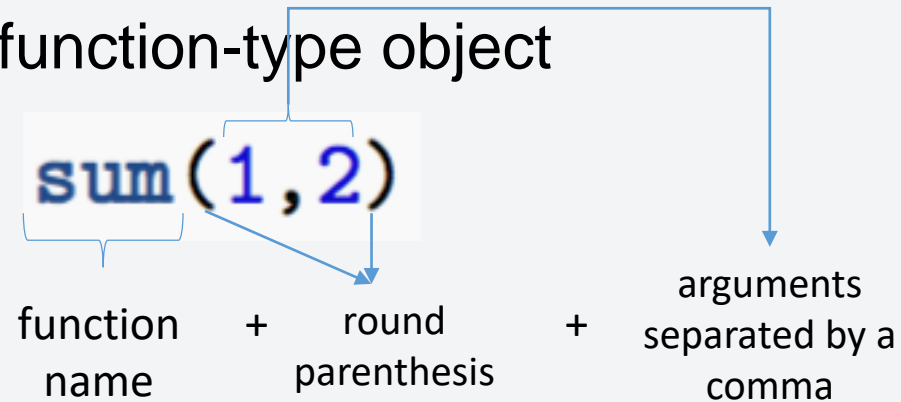 function-type object
sum(1,2)
function
name
+
round
parenthesis
+
arguments
separated by a
comma